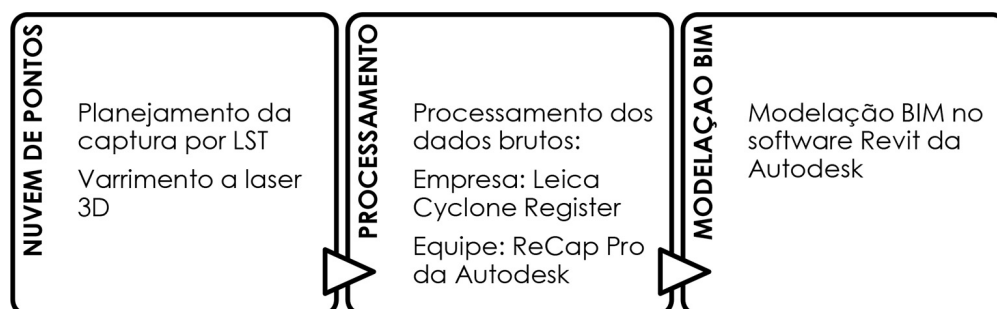 NUVEM DE PONTOS
Planejamento da
captura por LST
Varrimento a laser
3D
PROCESSAMENTO
Processamento dos
dados brutos:
Empresa: Leica
Cyclone Register
Equipe: ReCap Pro
da Autodesk
MODELAÇAO BIM
Modelação BIM no
software Revit da
Autodesk